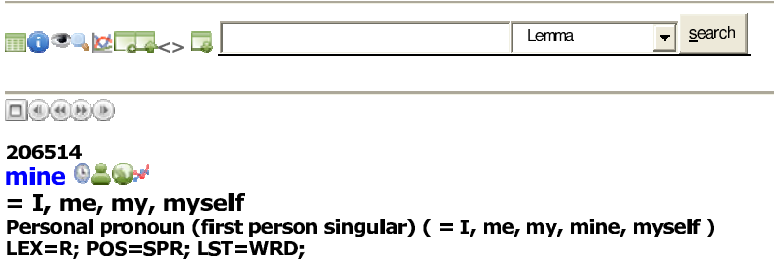 <> Lemma search
206514
mine
= I, me, my, myself
Personal pronoun (first person singular) ( = I, me, my, mine, myself )
LEX=R; POS=SPR; LST=WRD;